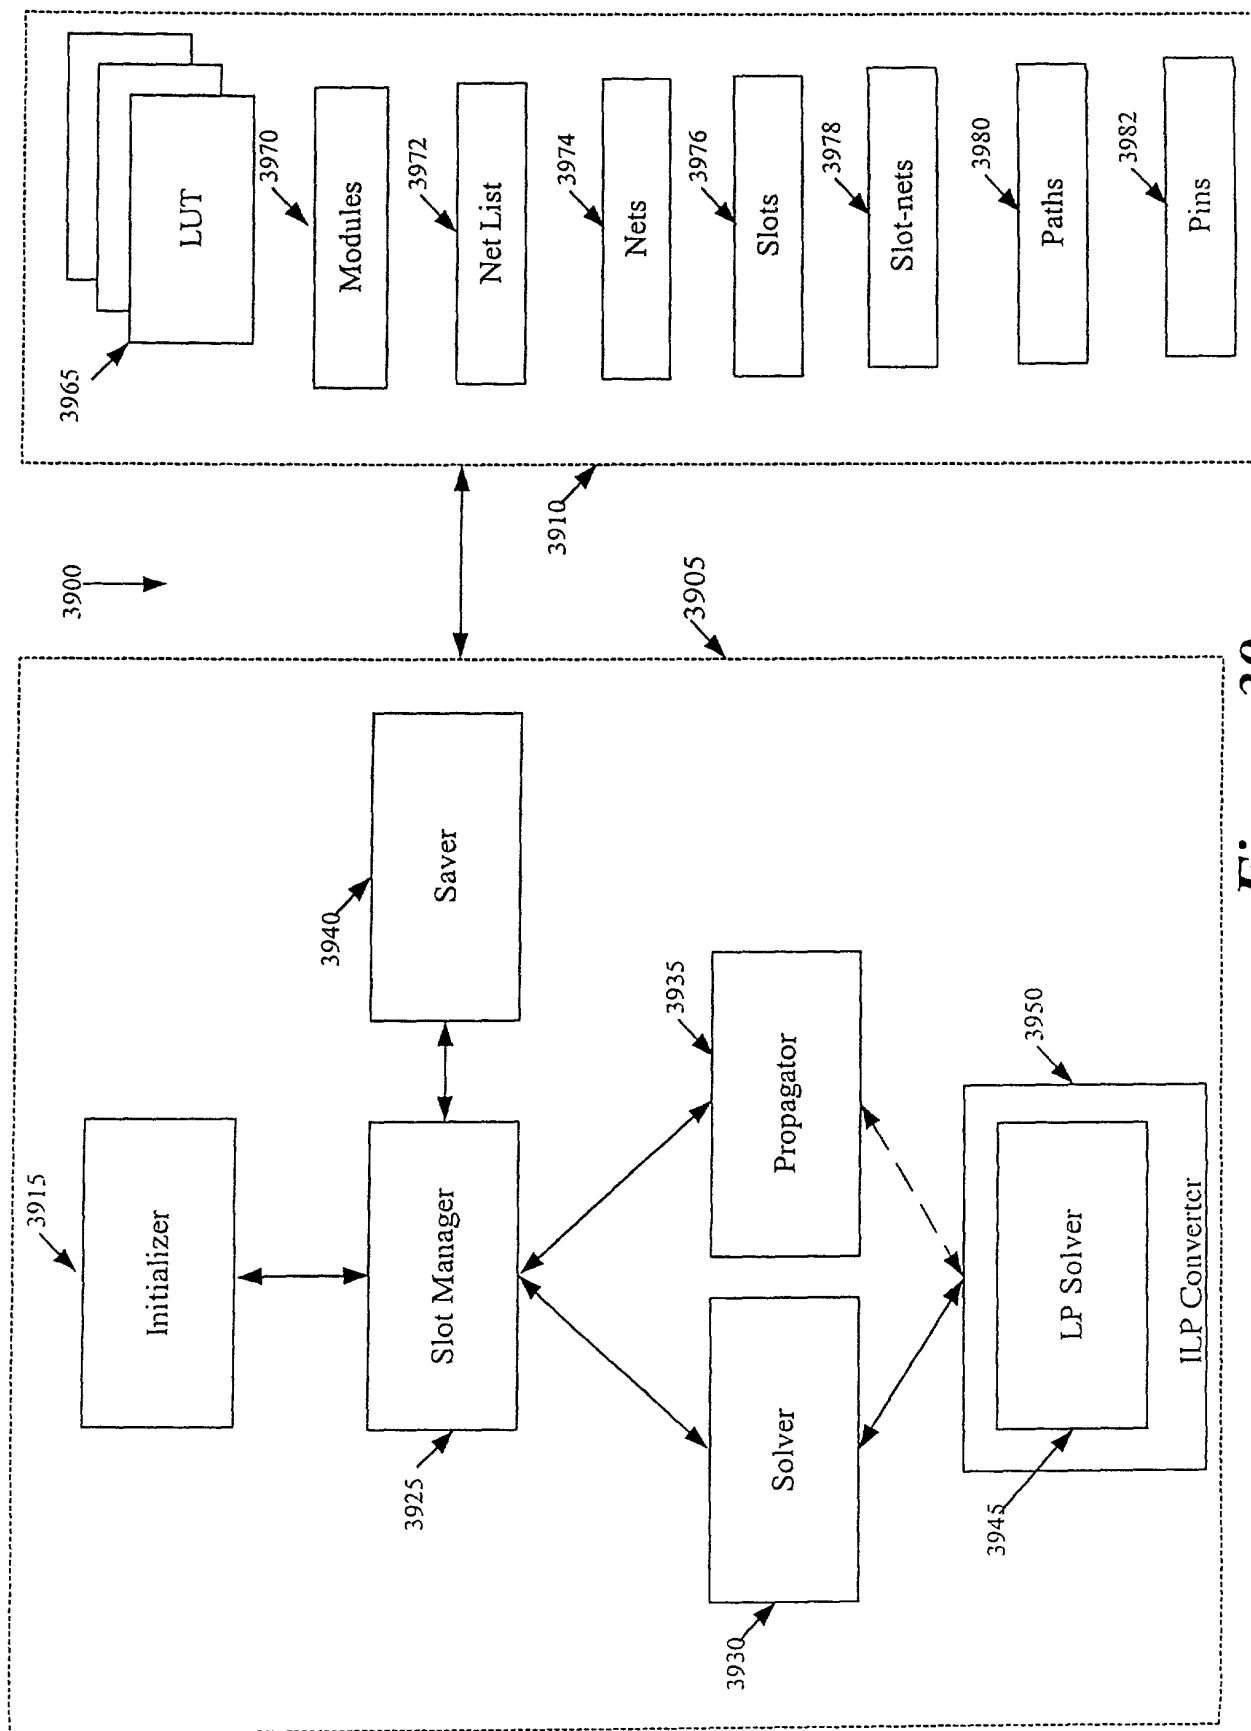 3900
3905
3915
Initializer
3925
Slot Manager
3940
Saver
3930
Solver
3935
Propagator
3945
LP Solver
3950
ILP Converter
3910
3965
LUT
3970
Modules
3972
Net List
3974
Nets
3976
Slots
3978
Slot-nets
3980
Paths
3982
Pins